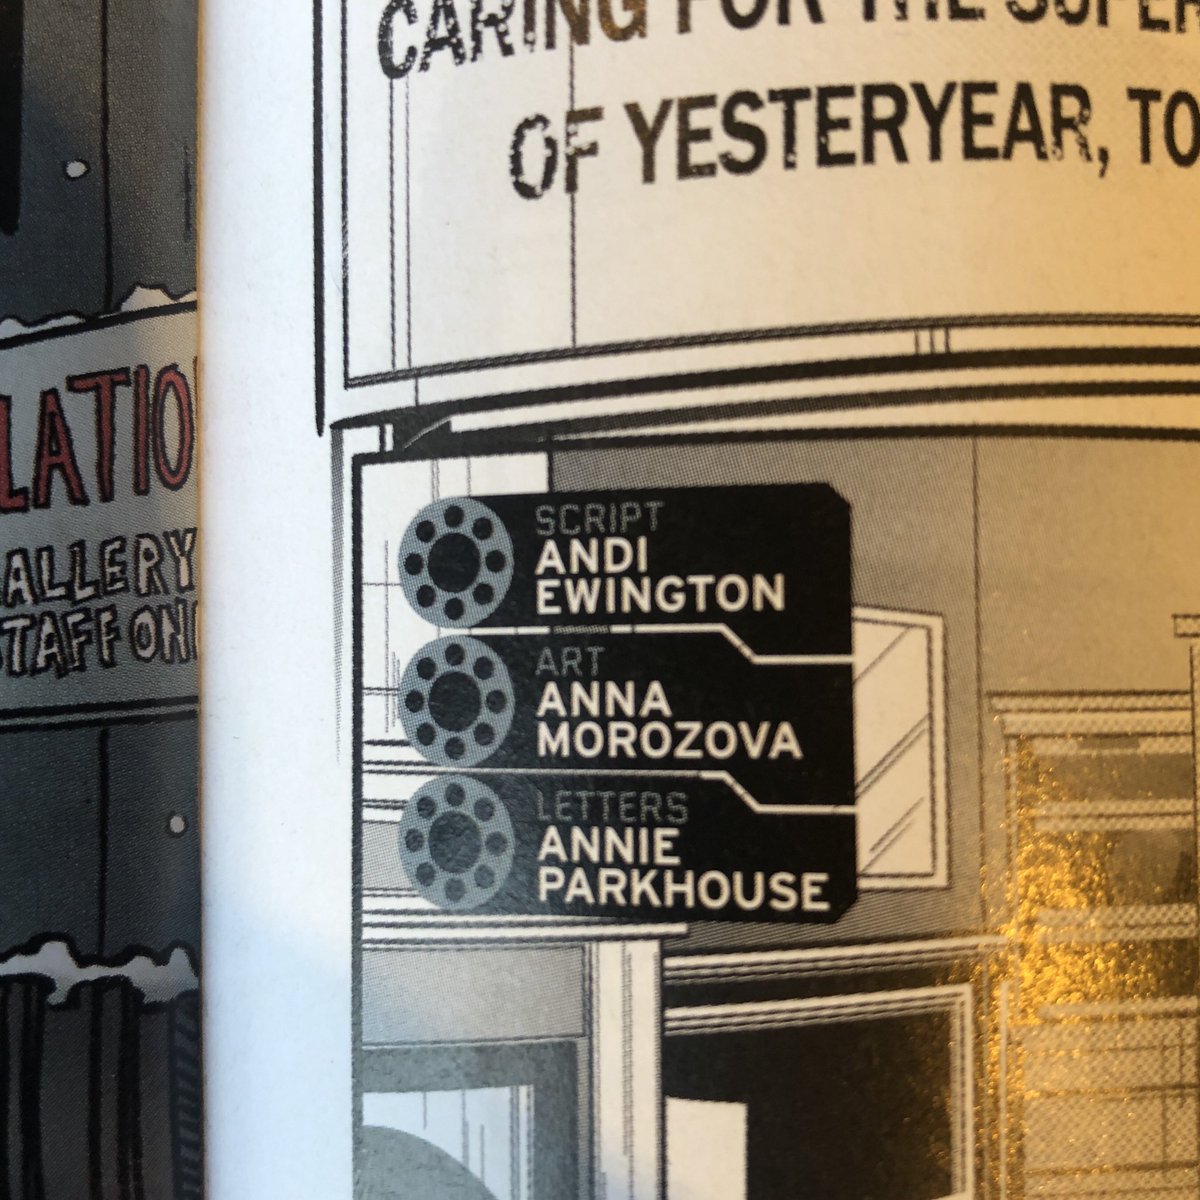 CARING FOR THE SUPER
OF YESTERYEAR, TO
LATIO
ALLERY
STAFF ON
SCRIPT
ANDI
EWINGTON
ART
ANNA
MOROZOVA
LETTERS
ANNIE
PARKHOUSE